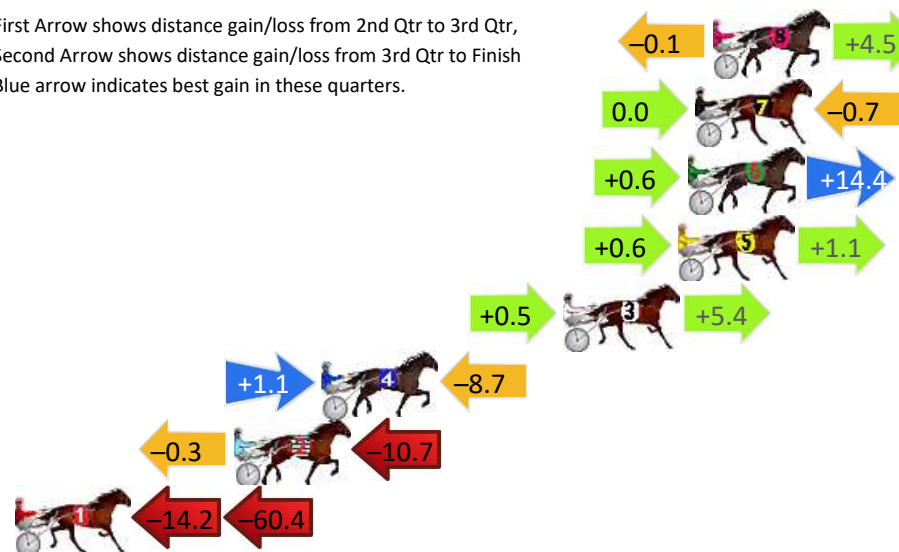 First Arrow shows distance gain/loss from 2nd Qtr to 3rd Qtr,
Second Arrow shows distance gain/loss from 3rd Qtr to Finish
Blue arrow indicates best gain in these quarters.
–0.1 8 +4.5
0.0 7 –0.7
+0.6 6 +14.4
+0.6 5 +1.1
+0.5 3 +5.4
+1.1 4 –8.7
–0.3 2 –10.7
1 –14.2 –60.4